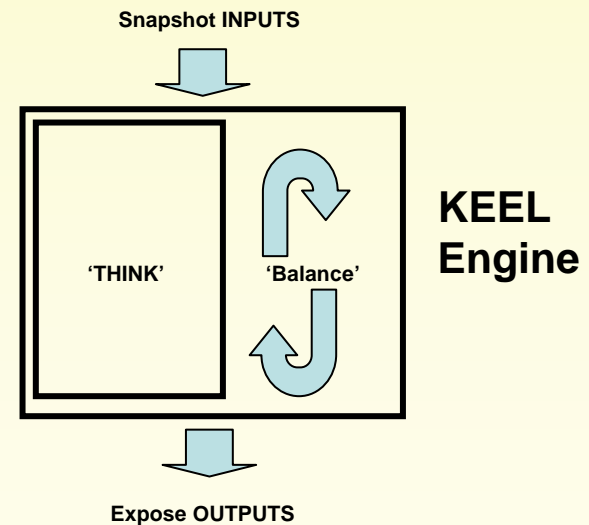 Snapshot INPUTS
‘THINK’
‘Balance’
KEEL
Engine
Expose OUTPUTS